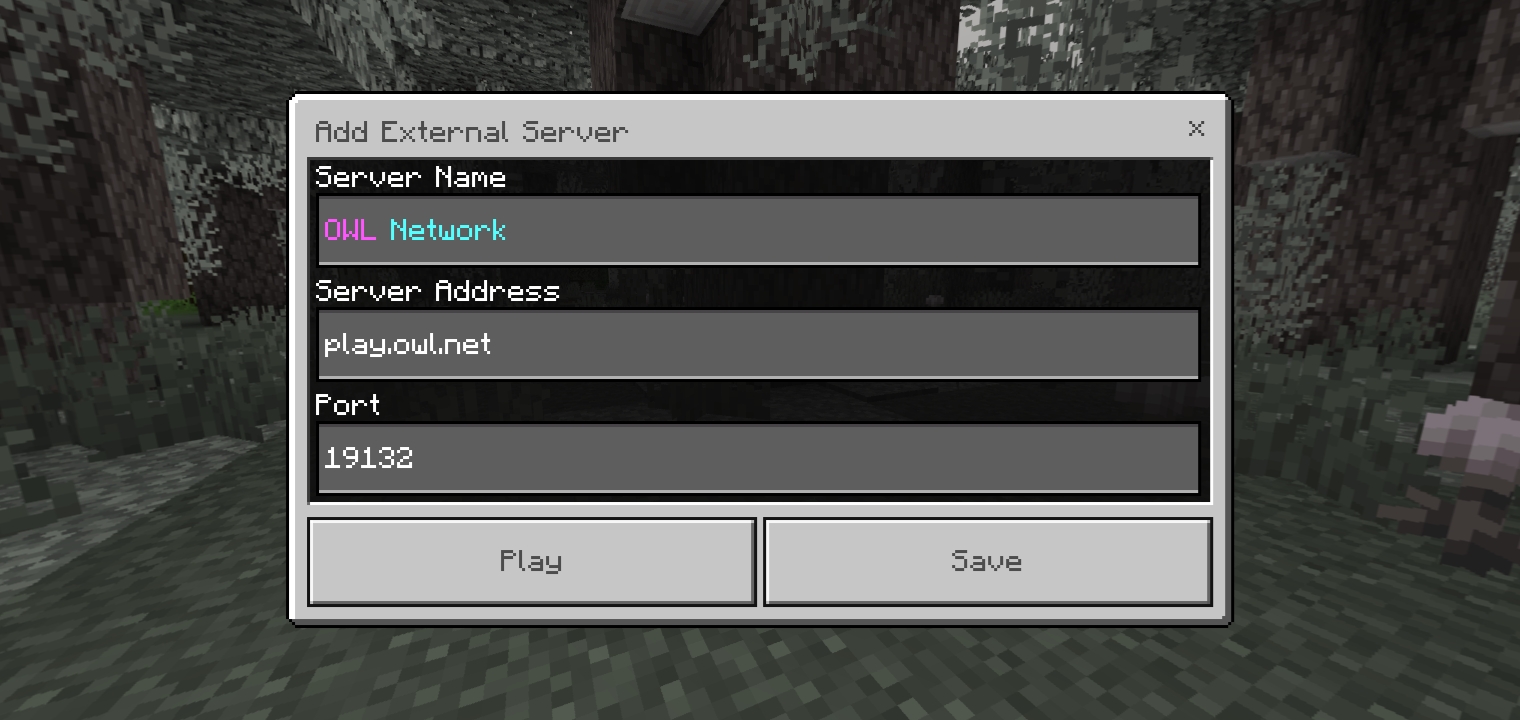 Add External Server
Server Name
OWL Network
Server Address
play.owl.net
Port
19132
Play
Save